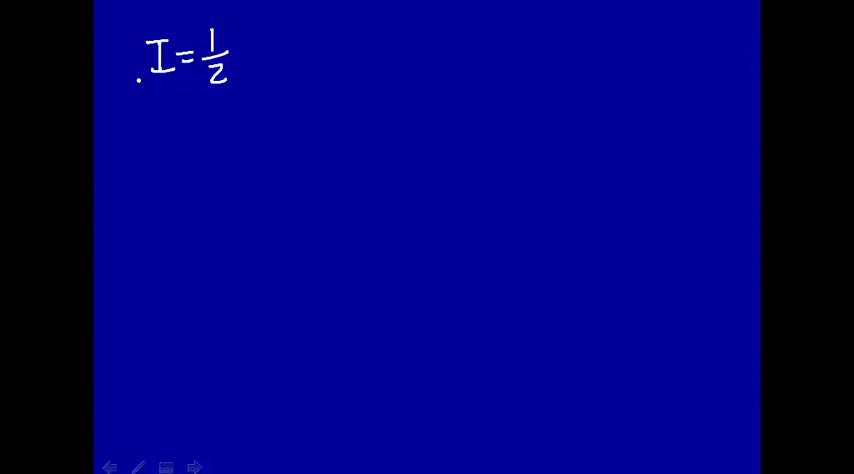 I = 1/2